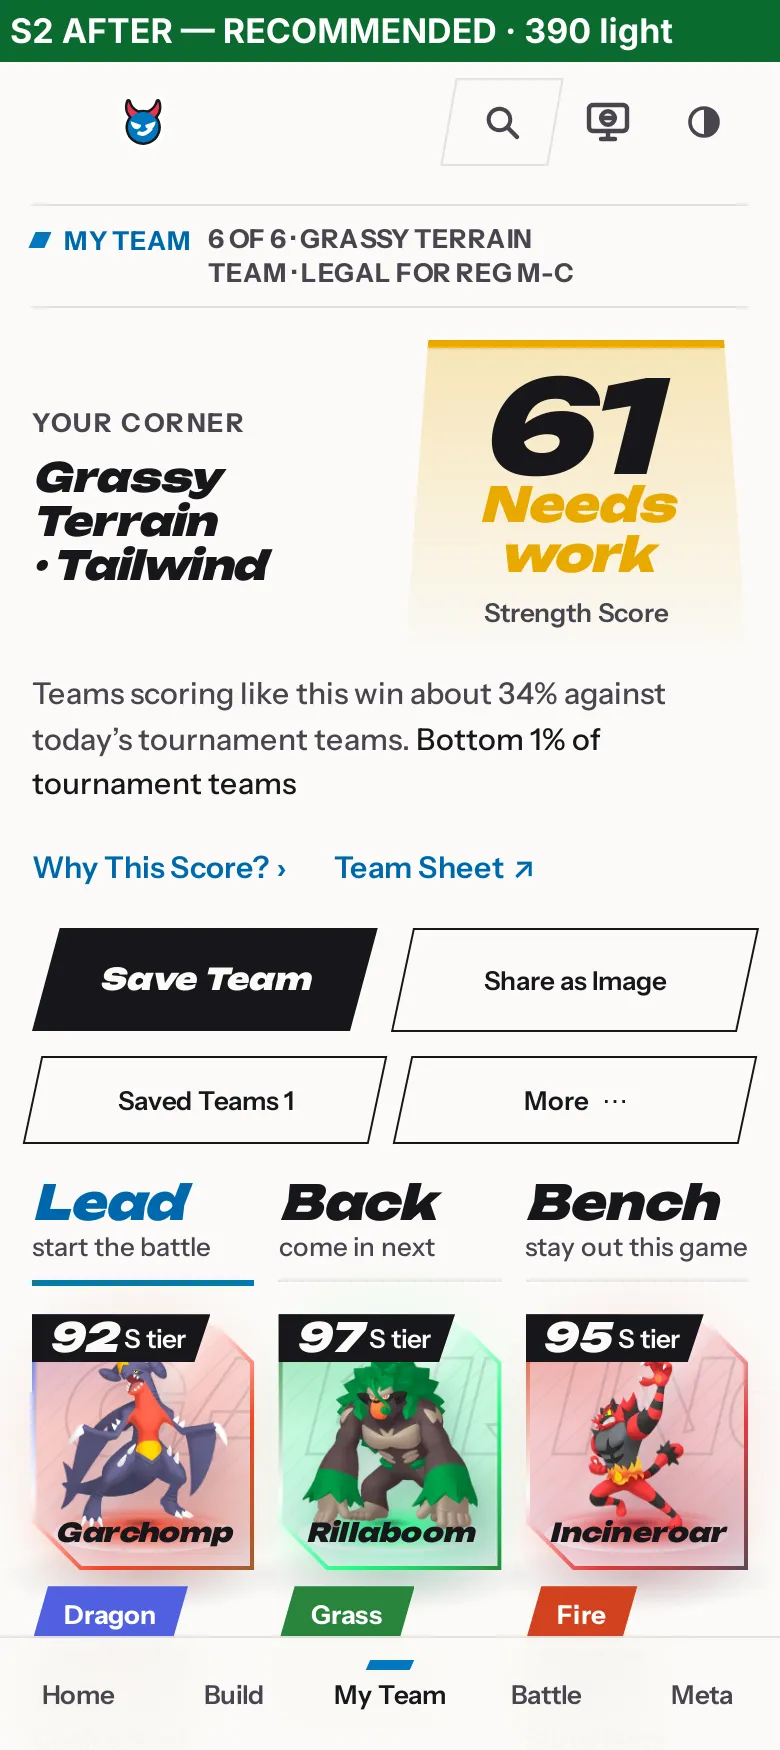 S2 AFTER — RECOMMENDED · 390 light
MY TEAM 6 OF 6 · GRASSY TERRAIN
TEAM · LEGAL FOR REG M-C
YOUR CORNER
Grassy
Terrain
· Tailwind
61
Needs
work
Strength Score
Teams scoring like this win about 34% against
today’s tournament teams. Bottom 1% of
tournament teams
Why This Score? › Team Sheet ↗
Save Team Share as Image
Saved Teams 1 More ···
Lead Back Bench
start the battle come in next stay out this game
92 S tier 97 S tier 95 S tier
Garchomp Rillaboom Incineroar
Dragon Grass Fire
Home Build My Team Battle Meta